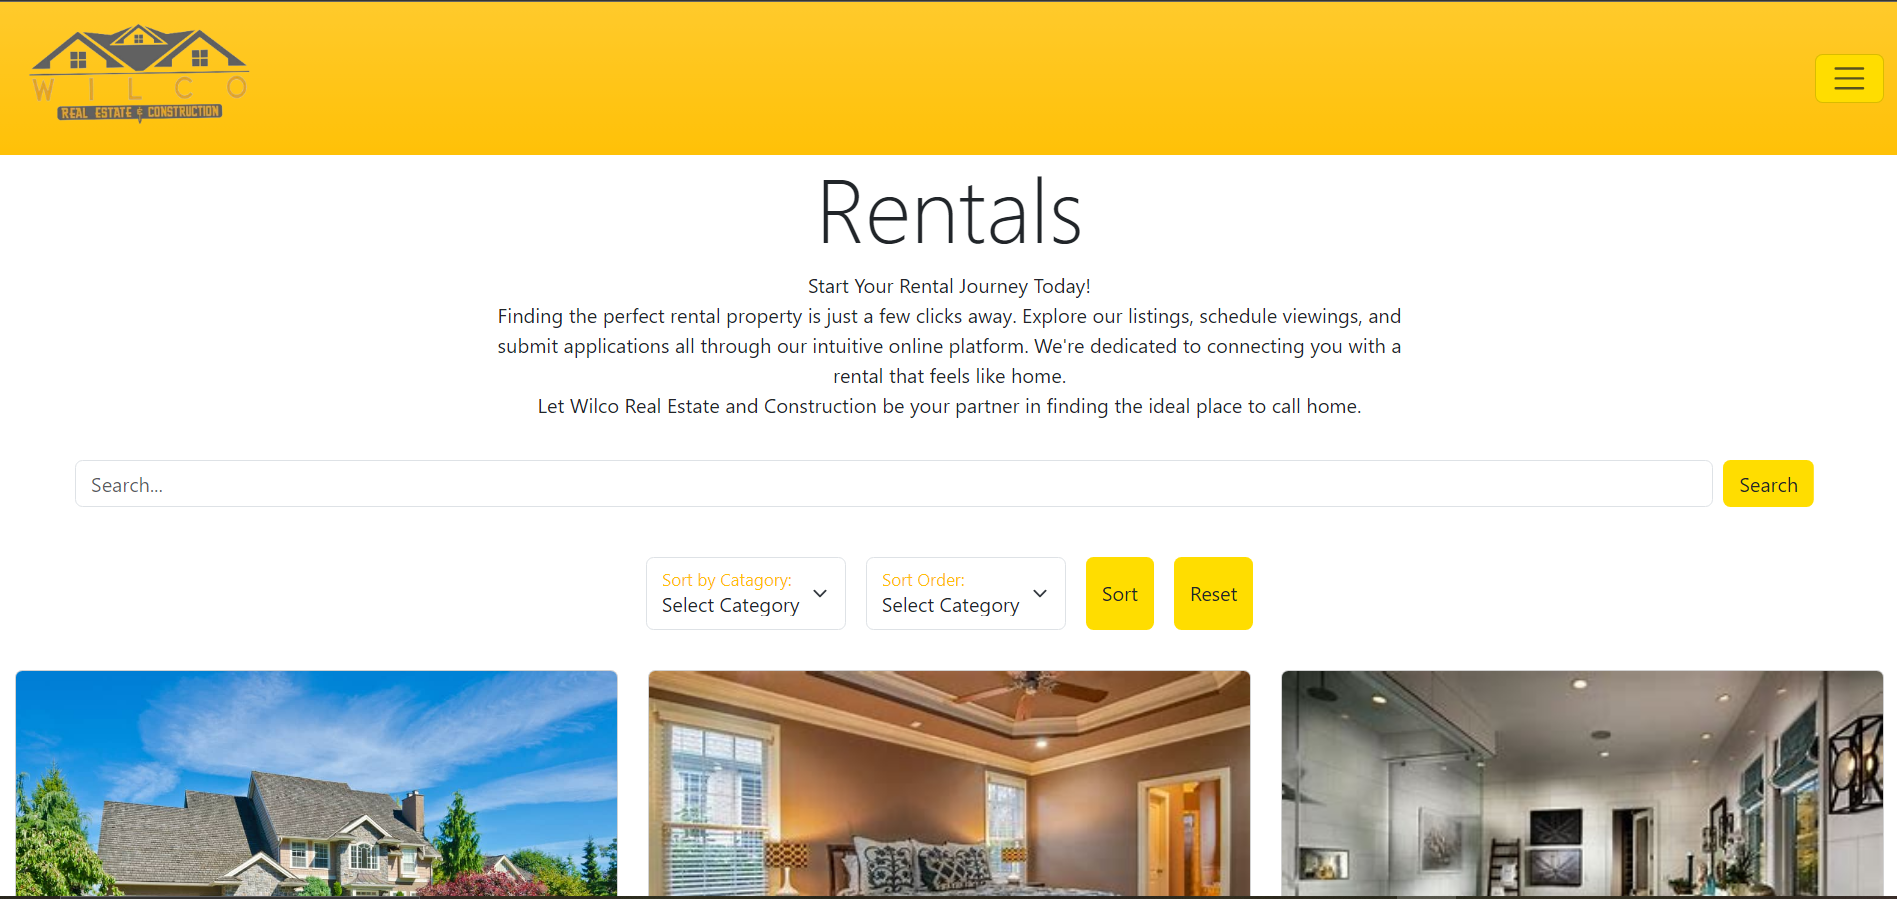 WILCO
REAL ESTATE & CONSTRUCTION
Rentals
Start Your Rental Journey Today!
Finding the perfect rental property is just a few clicks away. Explore our listings, schedule viewings, and
submit applications all through our intuitive online platform. We're dedicated to connecting you with a
rental that feels like home.
Let Wilco Real Estate and Construction be your partner in finding the ideal place to call home.
Search...
Search
Sort by Catagory:
Select Category
Sort Order:
Select Category
Sort
Reset